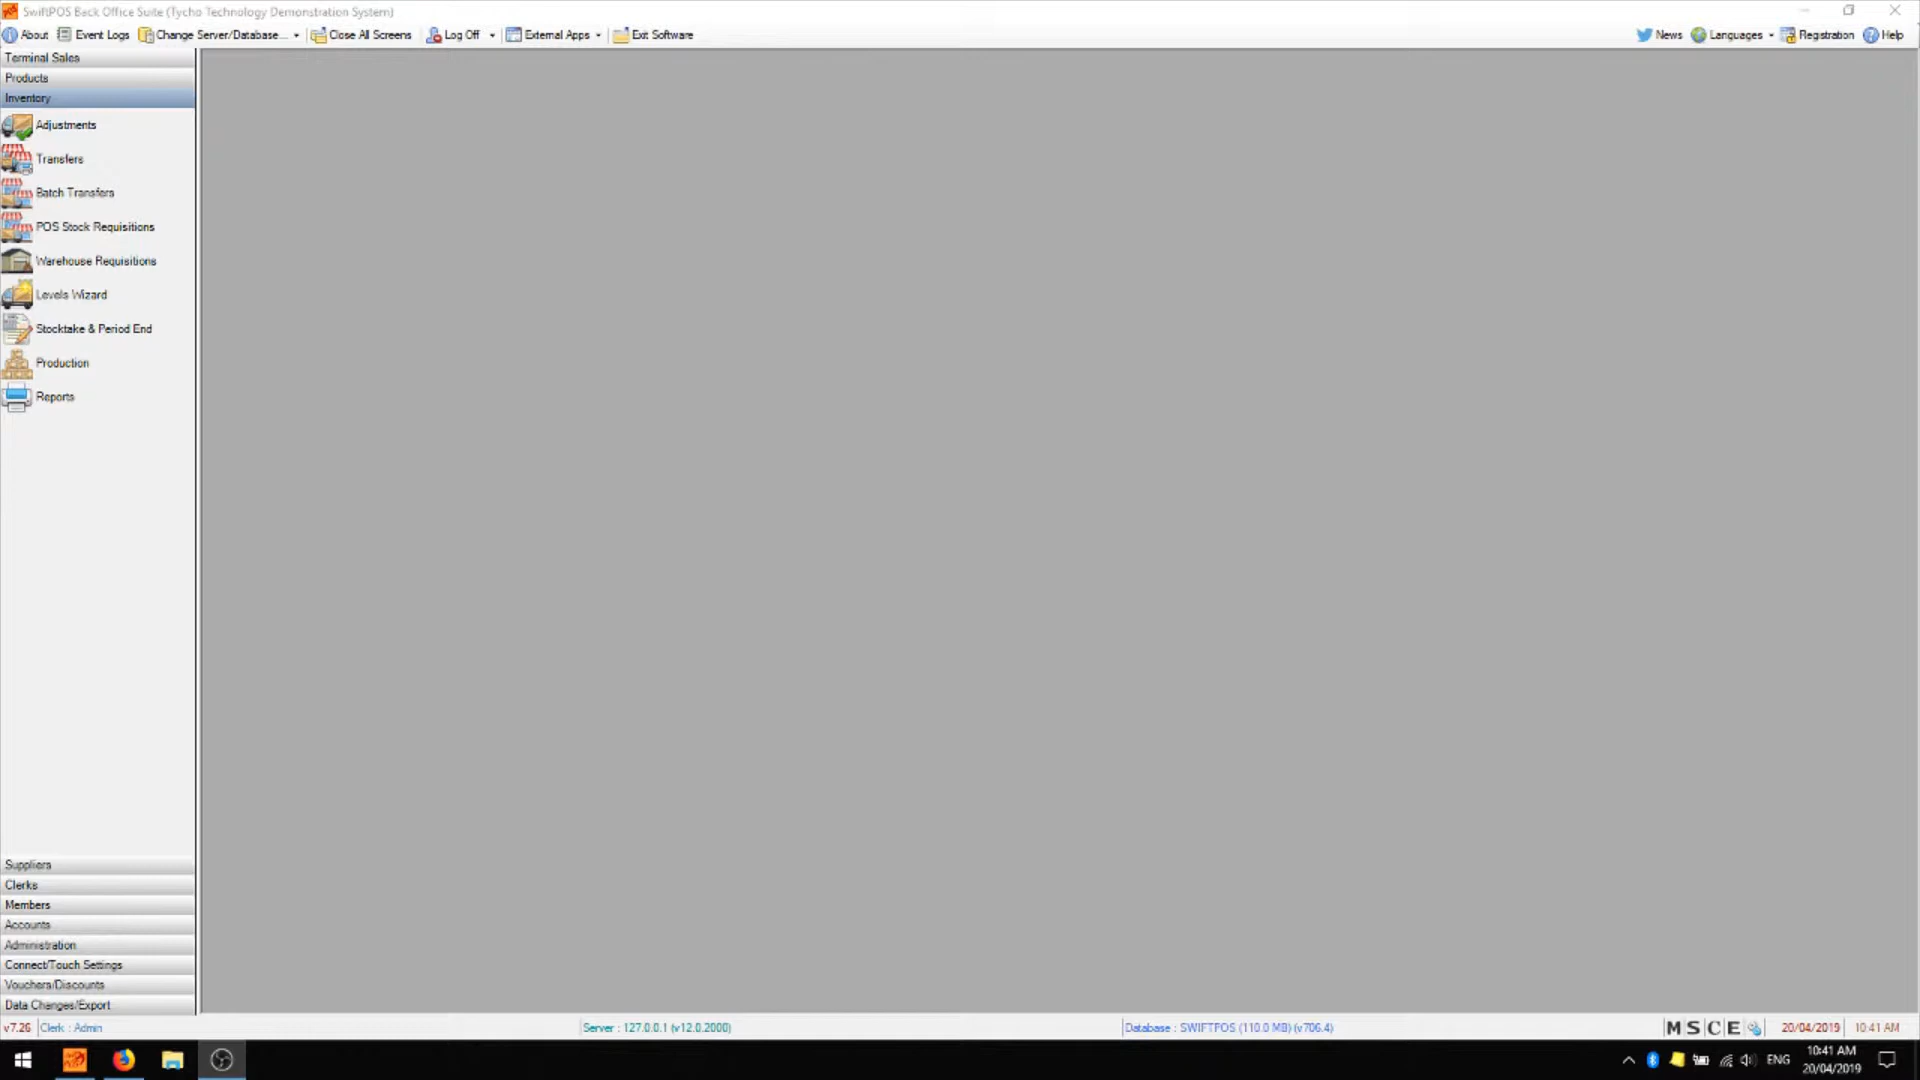 SwiftPOS Back Office Suite (Tycho Technology Demonstration System)
About Event Logs Change Server/Database... Close All Screens Log Off External Apps Exit Software News Languages Registration Help
Terminal Sales
Products
Inventory
Adjustments
Transfers
Batch Transfers
POS Stock Requisitions
Warehouse Requisitions
Levels Wizard
Stocktake & Period End
Production
Reports
Suppliers
Clerks
Members
Accounts
Administration
Connect/Touch Settings
Vouchers/Discounts
Data Changes/Export
v7.26 Clerk : Admin Server : 127.0.0.1 (v12.0.2000) Database : SWIFTPOS (110.0 MB) (v706.4) M S C E 20/04/2019 10:41 AM
ENG 10:41 AM
20/04/2019